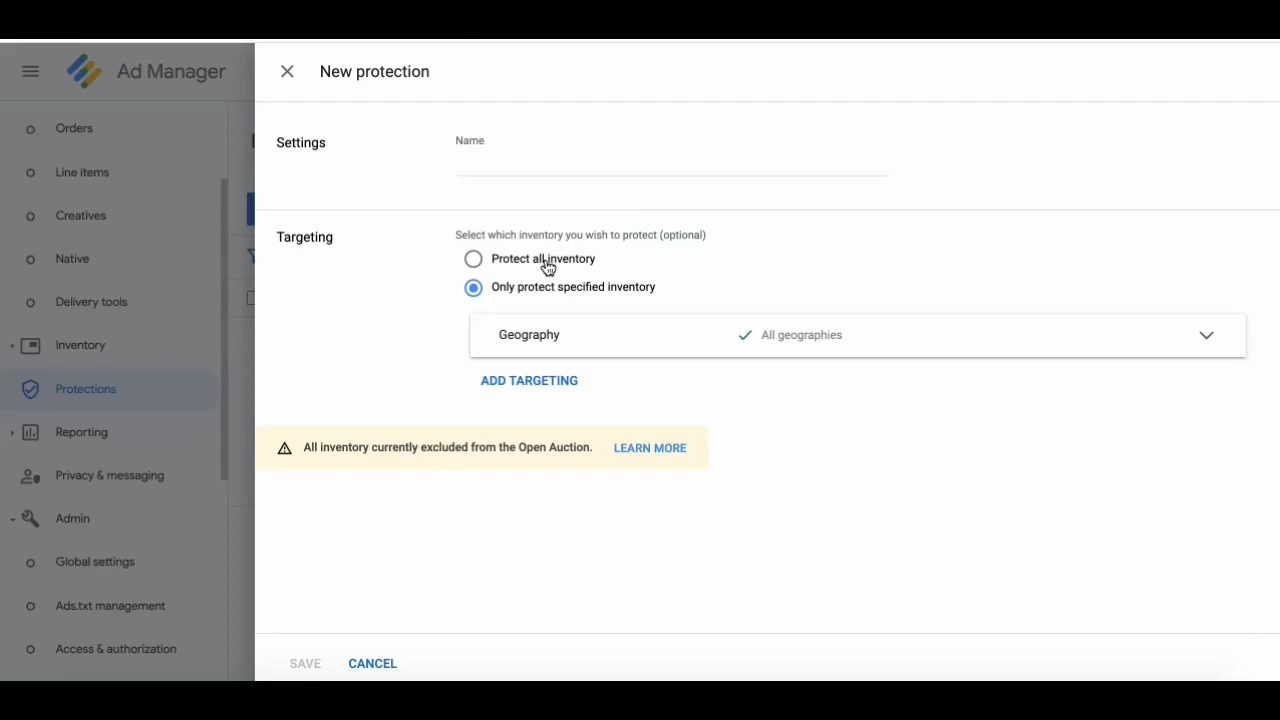 Ad Manager
New protection
Orders
Line items
Creatives
Native
Delivery tools
Inventory
Protections
Reporting
Privacy & messaging
Admin
Global settings
Ads.txt management
Access & authorization
Settings
Name
Targeting
Select which inventory you wish to protect (optional)
Protect all inventory
Only protect specified inventory
Geography All geographies
ADD TARGETING
All inventory currently excluded from the Open Auction. LEARN MORE
SAVE CANCEL